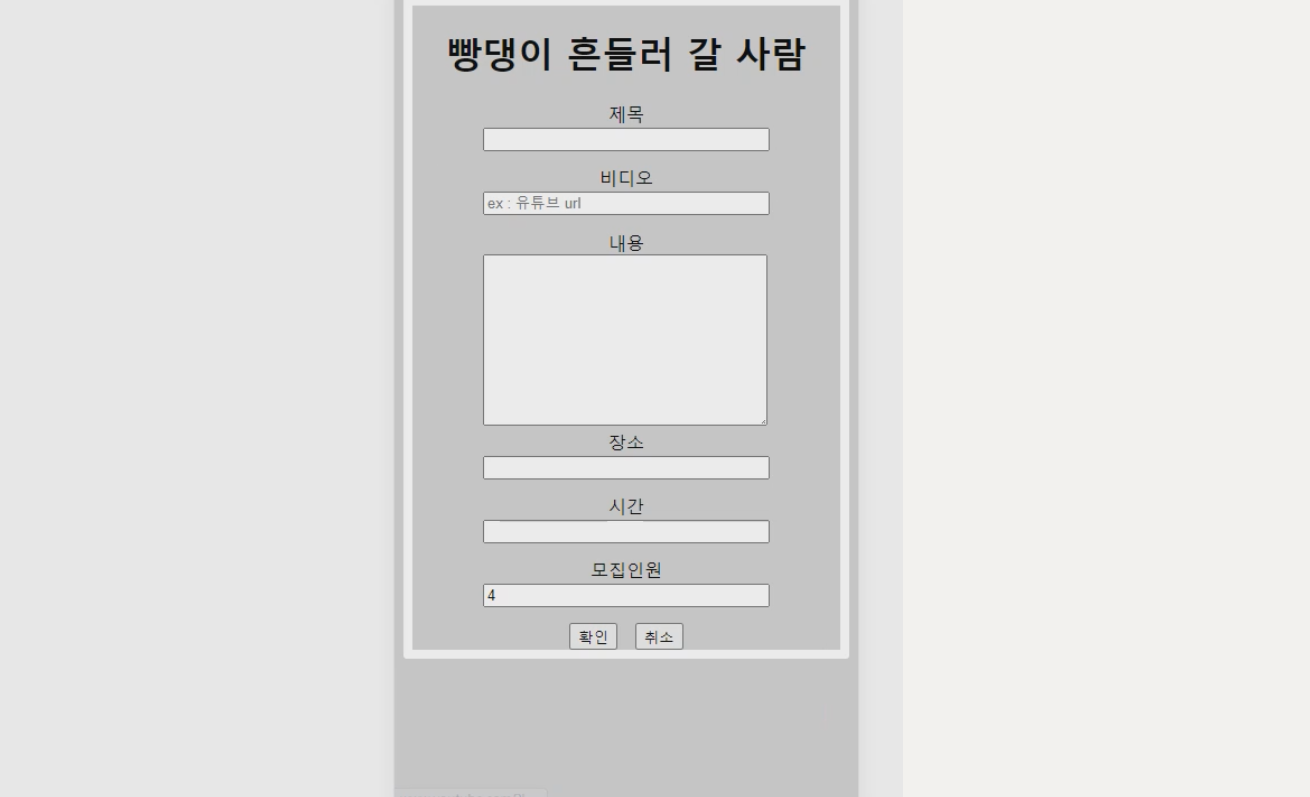 빵댕이 흔들러 갈 사람
제목
비디오
ex : 유튜브 url
내용
장소
시간
모집인원
4
확인 취소